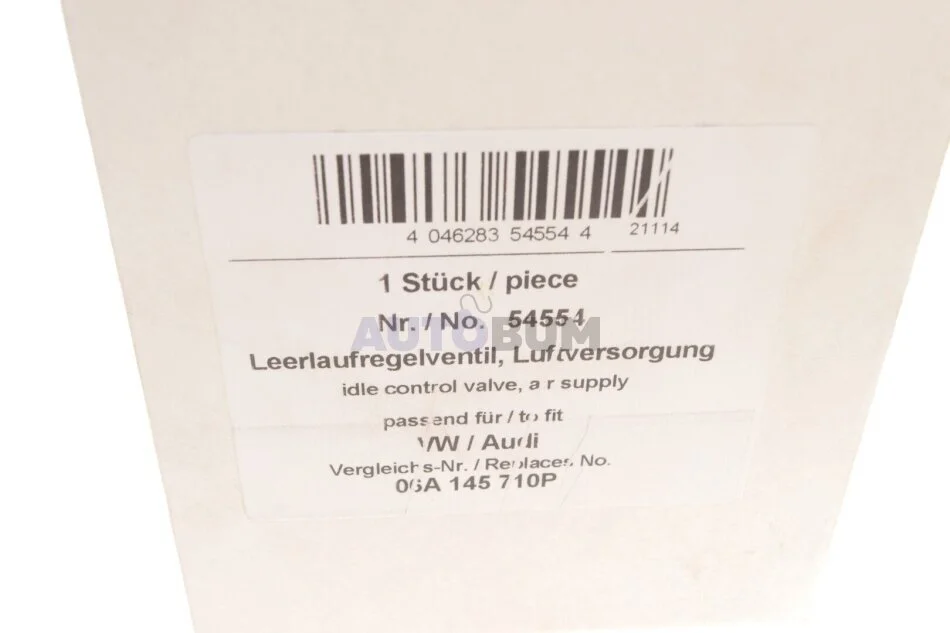 4 046283 54554 4
21114
1 Stück / piece
Nr. / No. 54554
AUTOBUM
Leerlaufregelventil, Luftversorgung
idle control valve, a r supply
passend für / to fit
VW / Audi
Vergleichs-Nr. / Replaces No.
06A 145 710P